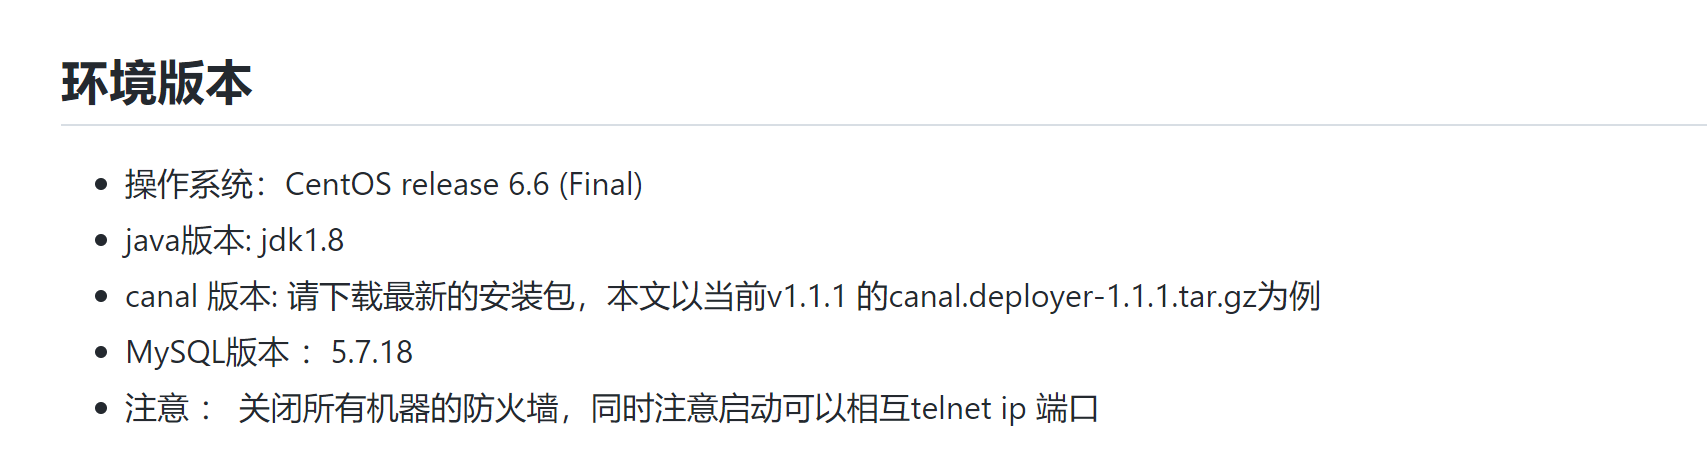 环境版本
操作系统：CentOS release 6.6 (Final)
java版本: jdk1.8
canal 版本: 请下载最新的安装包，本文以当前v1.1.1 的canal.deployer-1.1.1.tar.gz为例
MySQL版本 ：5.7.18
注意 ： 关闭所有机器的防火墙，同时注意启动可以相互telnet ip 端口